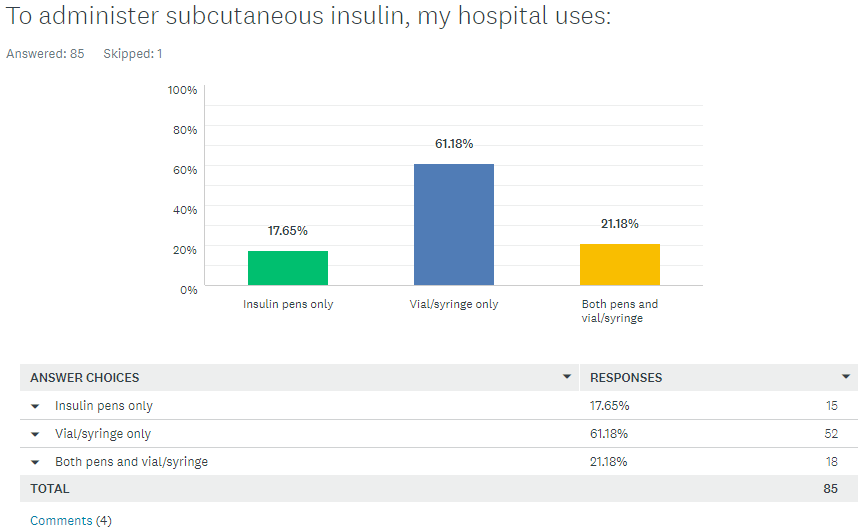 To administer subcutaneous insulin, my hospital uses:
Answered: 85 Skipped: 1
100%
80%
60%
40%
20%
0%
17.65%
61.18%
21.18%
Insulin pens only
Vial/syringe only
Both pens and
vial/syringe
ANSWER CHOICES RESPONSES
Insulin pens only 17.65% 15
Vial/syringe only 61.18% 52
Both pens and vial/syringe 21.18% 18
TOTAL 85
Comments (4)